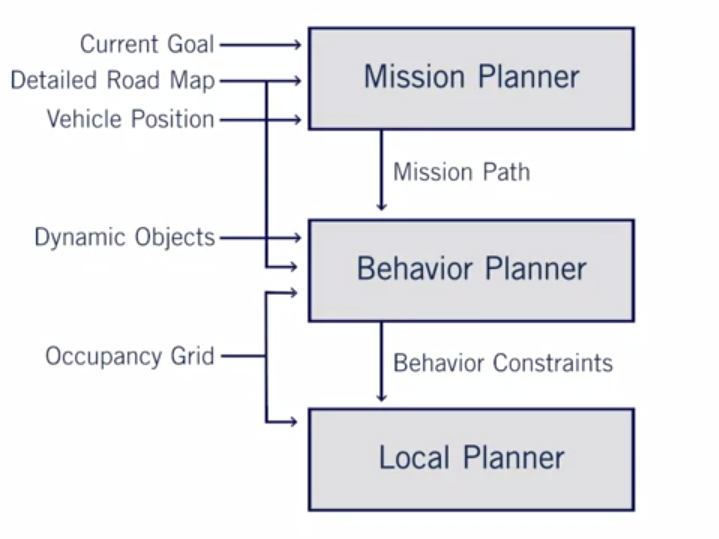 Current Goal
Detailed Road Map
Vehicle Position
Mission Planner
Mission Path
Dynamic Objects
Behavior Planner
Occupancy Grid
Behavior Constraints
Local Planner